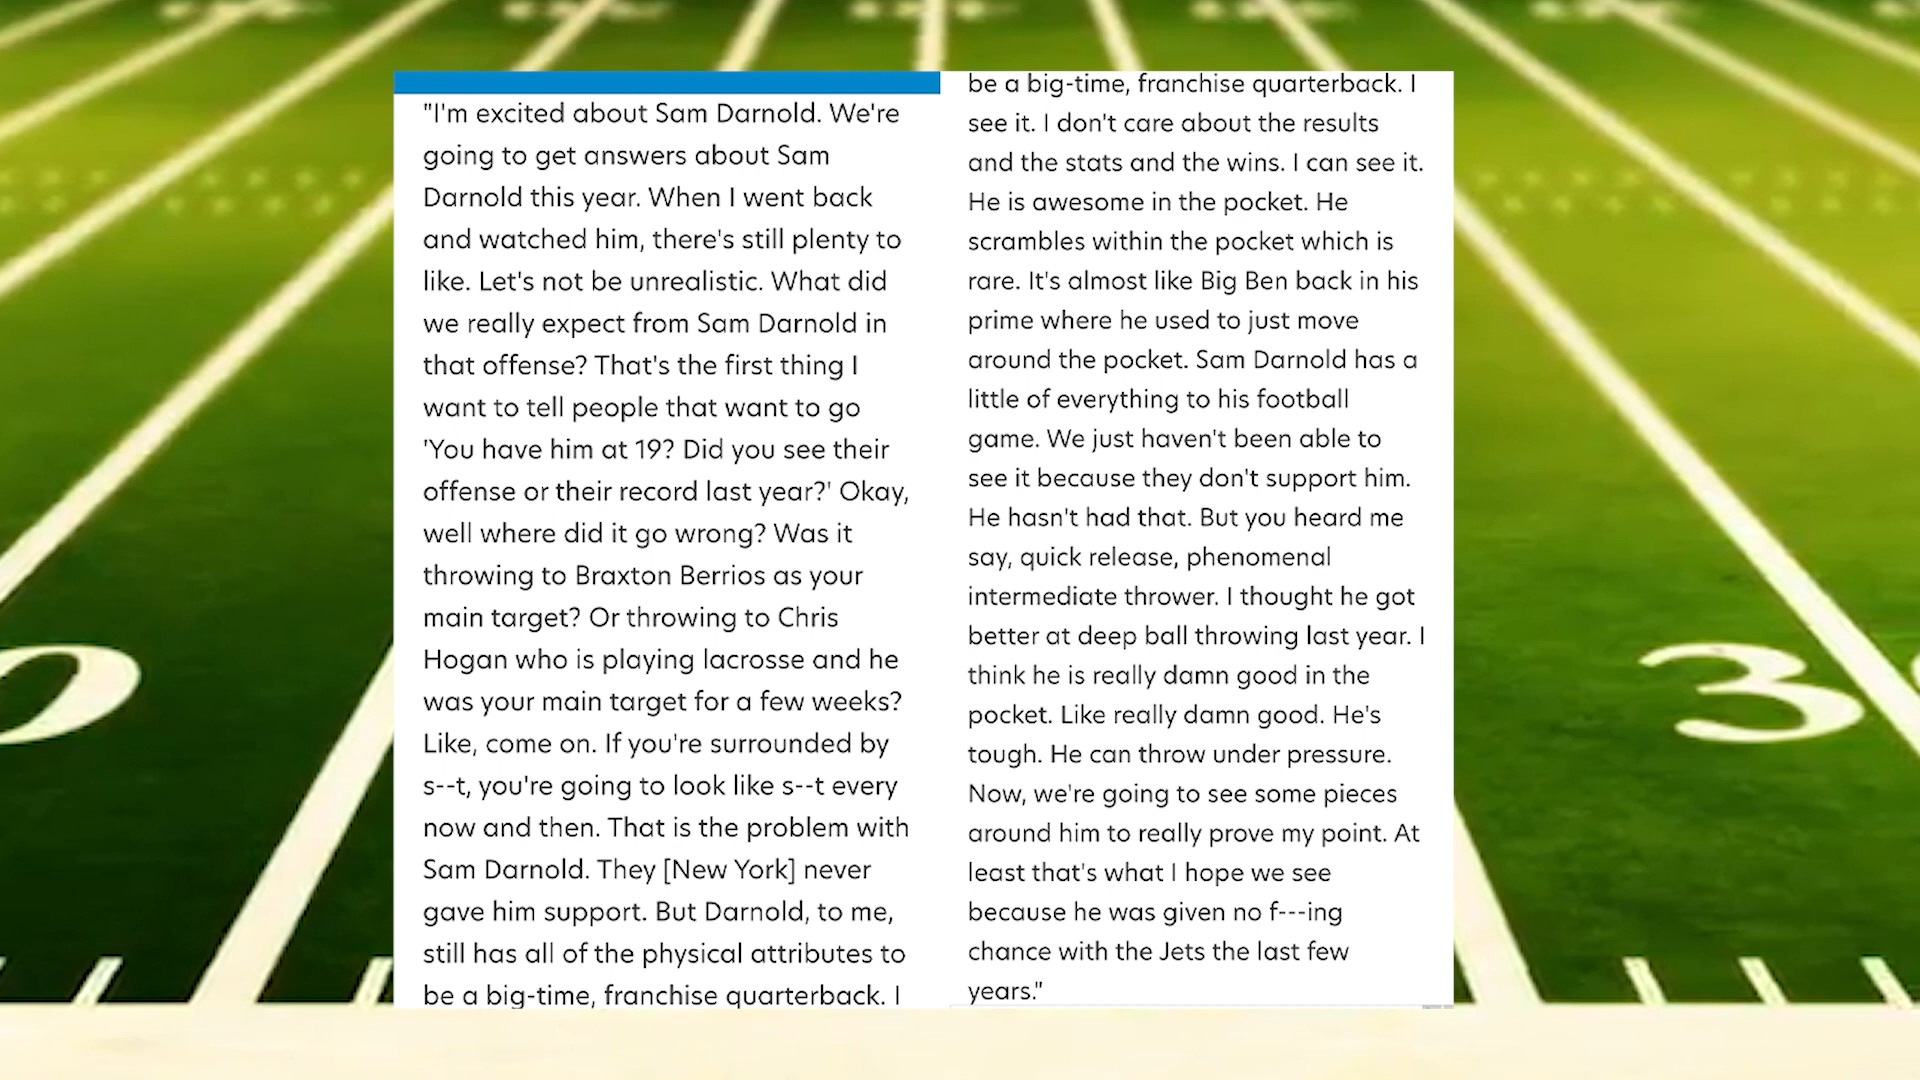 "I'm excited about Sam Darnold. We're
going to get answers about Sam
Darnold this year. When I went back
and watched him, there's still plenty to
like. Let's not be unrealistic. What did
we really expect from Sam Darnold in
that offense? That's the first thing I
want to tell people that want to go
'You have him at 19? Did you see their
offense or their record last year?' Okay,
well where did it go wrong? Was it
throwing to Braxton Berrios as your
main target? Or throwing to Chris
Hogan who is playing lacrosse and he
was your main target for a few weeks?
Like, come on. If you're surrounded by
s--t, you're going to look like s--t every
now and then. That is the problem with
Sam Darnold. They [New York] never
gave him support. But Darnold, to me,
still has all of the physical attributes to
be a big-time, franchise quarterback. I
be a big-time, franchise quarterback. I
see it. I don't care about the results
and the stats and the wins. I can see it.
He is awesome in the pocket. He
scrambles within the pocket which is
rare. It's almost like Big Ben back in his
prime where he used to just move
around the pocket. Sam Darnold has a
little of everything to his football
game. We just haven't been able to
see it because they don't support him.
He hasn't had that. But you heard me
say, quick release, phenomenal
intermediate thrower. I thought he got
better at deep ball throwing last year. I
think he is really damn good in the
pocket. Like really damn good. He's
tough. He can throw under pressure.
Now, we're going to see some pieces
around him to really prove my point. At
least that's what I hope we see
because he was given no f---ing
chance with the Jets the last few
years."
0
3